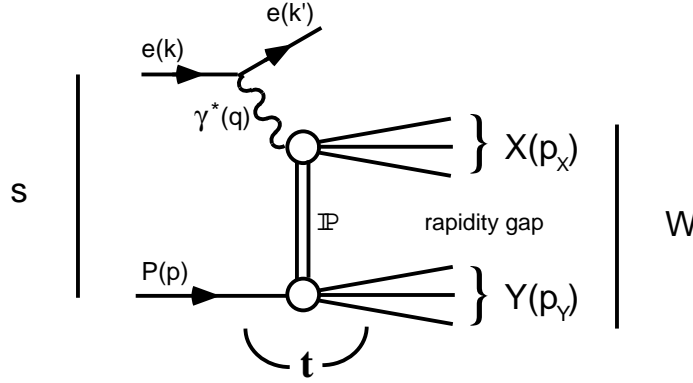 e(k')
e(k)
γ*(q)
} X(p_X)
s
ℙ
rapidity gap
W
P(p)
} Y(p_Y)
t